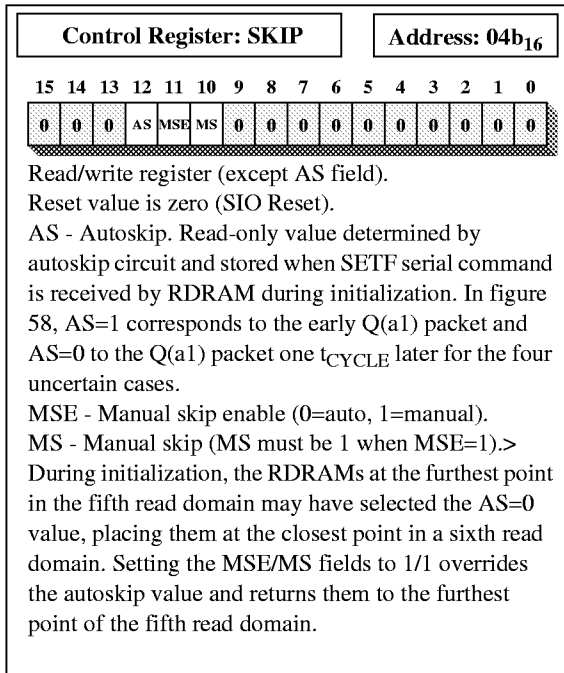 Control Register: SKIP
Address: 04b16
15 14 13 12 11 10 9 8 7 6 5 4 3 2 1 0
0 0 0 AS MSE MS 0 0 0 0 0 0 0 0 0 0
Read/write register (except AS field).
Reset value is zero (SIO Reset).
AS - Autoskip. Read-only value determined by
autoskip circuit and stored when SETF serial command
is received by RDRAM during initialization. In figure
58, AS=1 corresponds to the early Q(a1) packet and
AS=0 to the Q(a1) packet one tCYCLE later for the four
uncertain cases.
MSE - Manual skip enable (0=auto, 1=manual).
MS - Manual skip (MS must be 1 when MSE=1).>
During initialization, the RDRAMs at the furthest point
in the fifth read domain may have selected the AS=0
value, placing them at the closest point in a sixth read
domain. Setting the MSE/MS fields to 1/1 overrides
the autoskip value and returns them to the furthest
point of the fifth read domain.